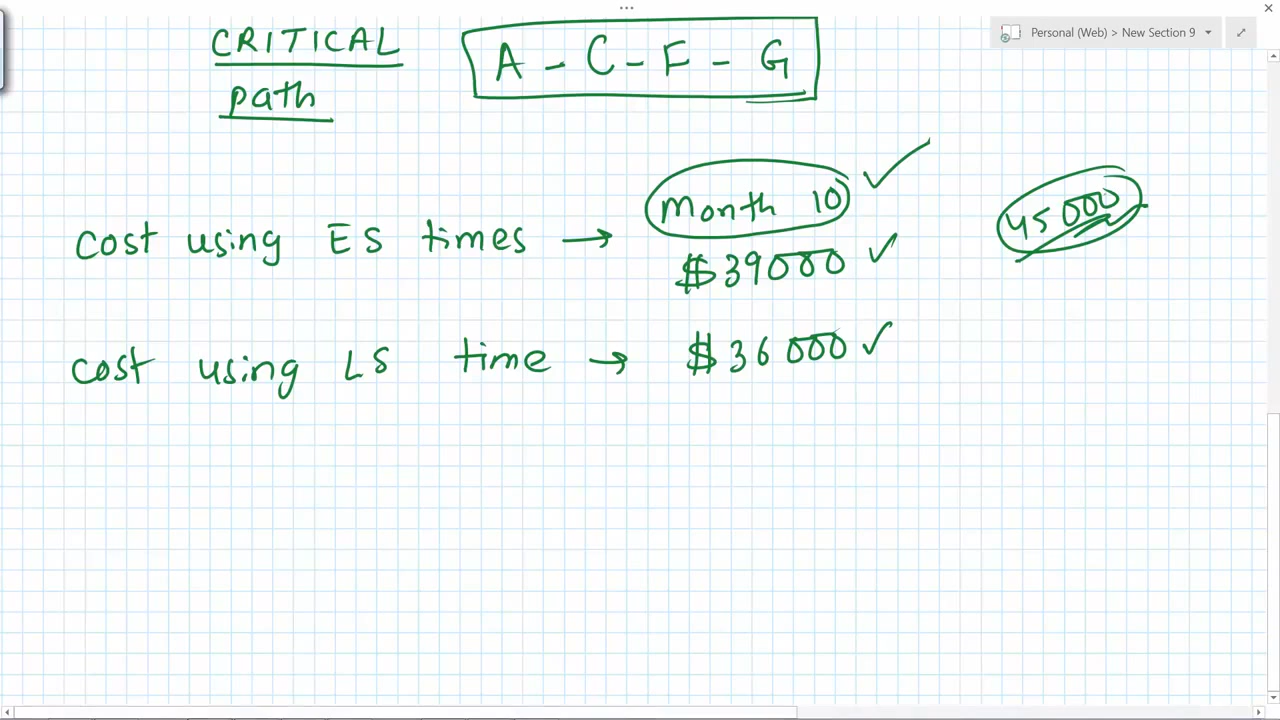 Personal (Web) > New Section 9
CRITICAL
path
A - C - F - G
Month 10
45000
cost using ES times →
$39000
cost using LS time → $36000